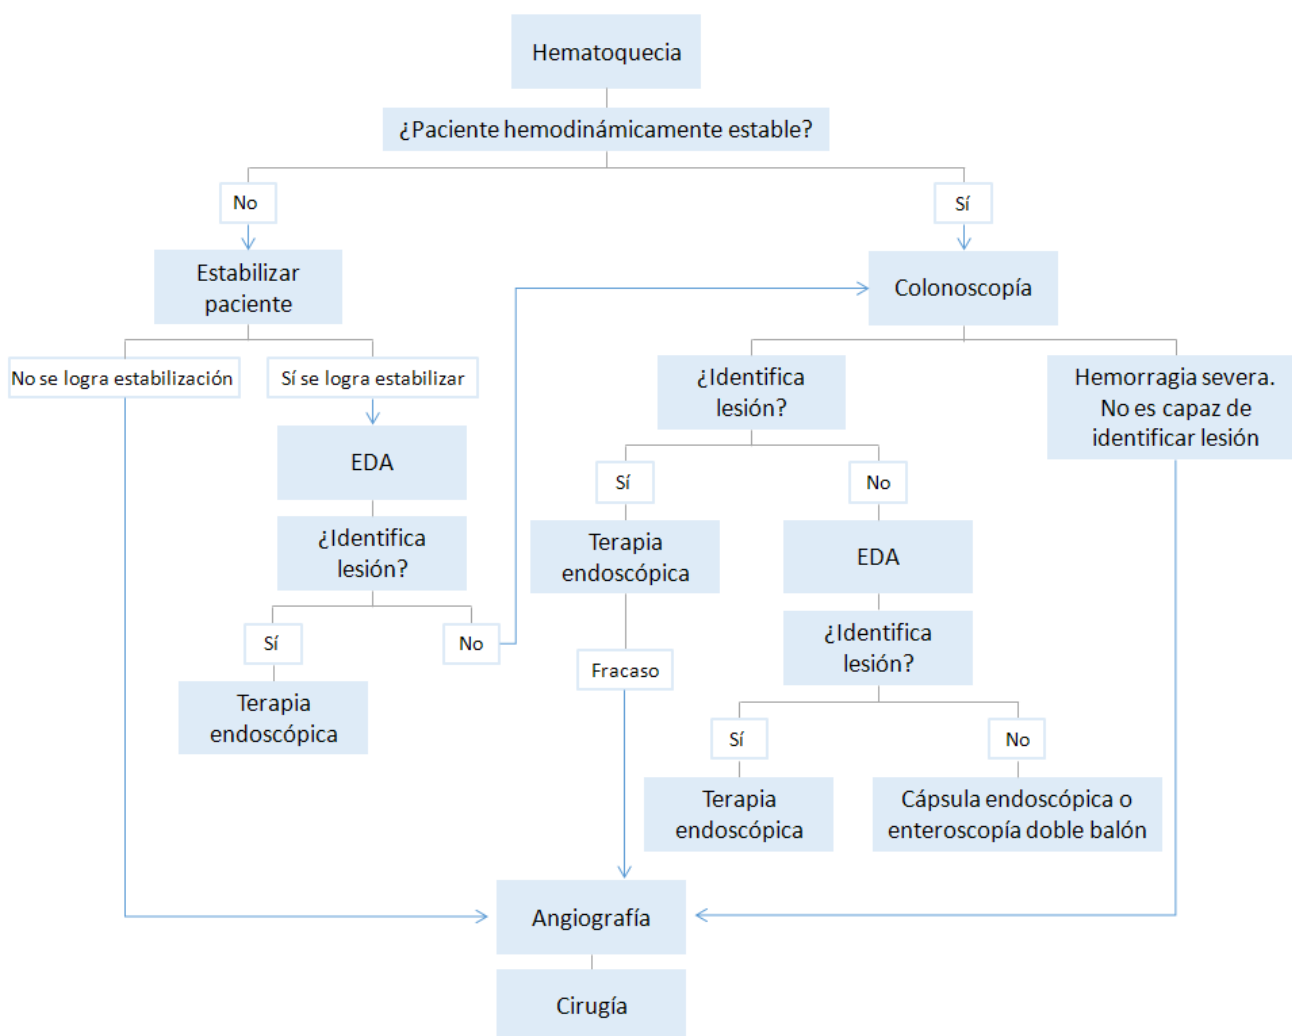 Hematoquecia
¿Paciente hemodinámicamente estable?
No
Sí
Estabilizar
paciente
Colonoscopía
No se logra estabilización
Sí se logra estabilizar
¿Identifica
lesión?
Hemorragia severa.
No es capaz de
identificar lesión
EDA
Sí
No
¿Identifica
lesión?
Terapia
endoscópica
EDA
Sí
No
¿Identifica
lesión?
Fracaso
Terapia
endoscópica
Sí
No
Terapia
endoscópica
Cápsula endoscópica o
enteroscopía doble balón
Angiografía
Cirugía